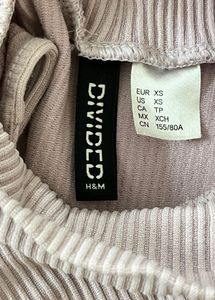 DIVIDED
H&M
EUR XS
US XS
CA TP
MX XCH
CN 155/80A